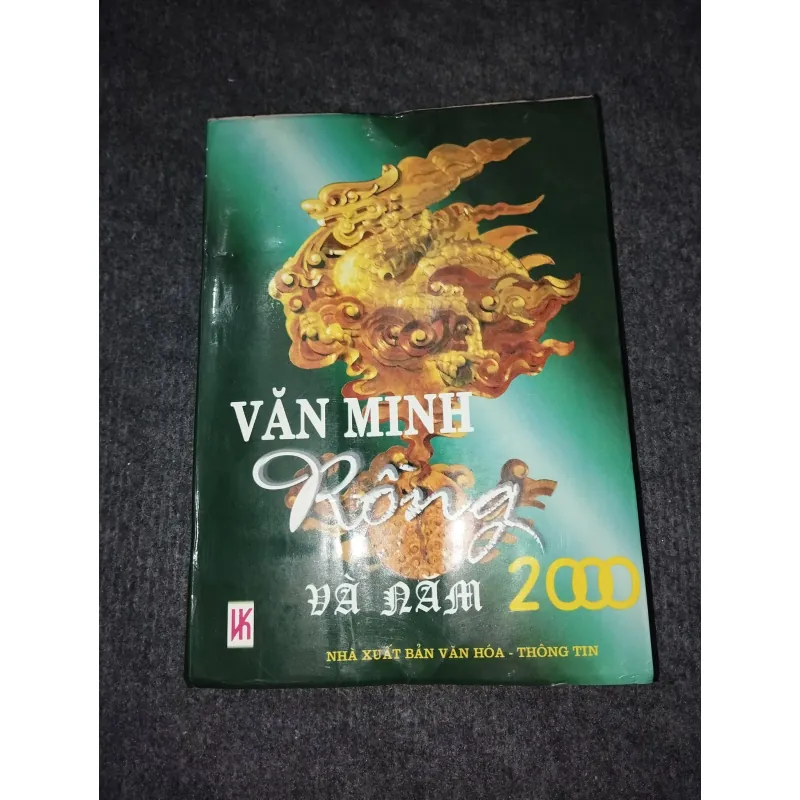 VĂN MINH
Rồng
VÀ NĂM 2000
NHÀ XUẤT BẢN VĂN HÓA - THÔNG TIN